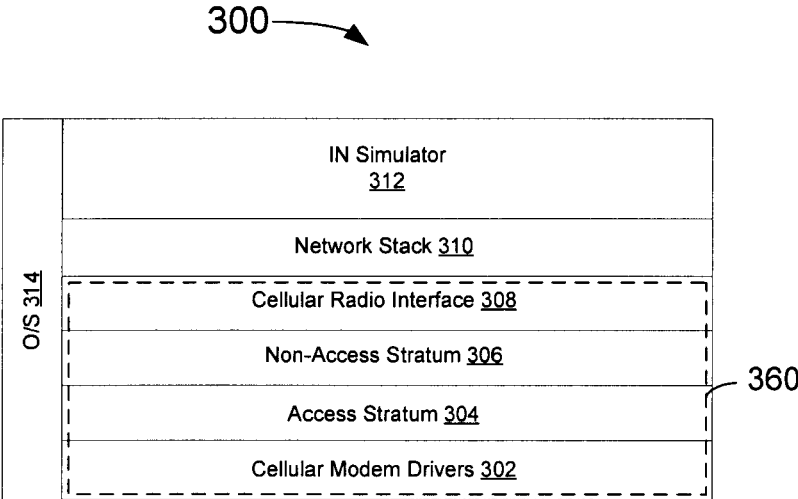 300
IN Simulator
312
Network Stack 310
O/S 314
Cellular Radio Interface 308
Non-Access Stratum 306
360
Access Stratum 304
Cellular Modem Drivers 302